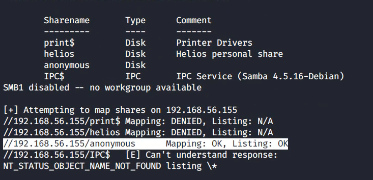 Sharename Type Comment
--------- ---- -------
print$ Disk Printer Drivers
helios Disk Helios personal share
anonymous Disk
IPC$ IPC IPC Service (Samba 4.5.16-Debian)
SMB1 disabled -- no workgroup available
[+] Attempting to map shares on 192.168.56.155
//192.168.56.155/print$ Mapping: DENIED, Listing: N/A
//192.168.56.155/helios Mapping: DENIED, Listing: N/A
//192.168.56.155/anonymous Mapping: OK, Listing: OK
//192.168.56.155/IPC$ [E] Can't understand response:
NT_STATUS_OBJECT_NAME_NOT_FOUND listing \*